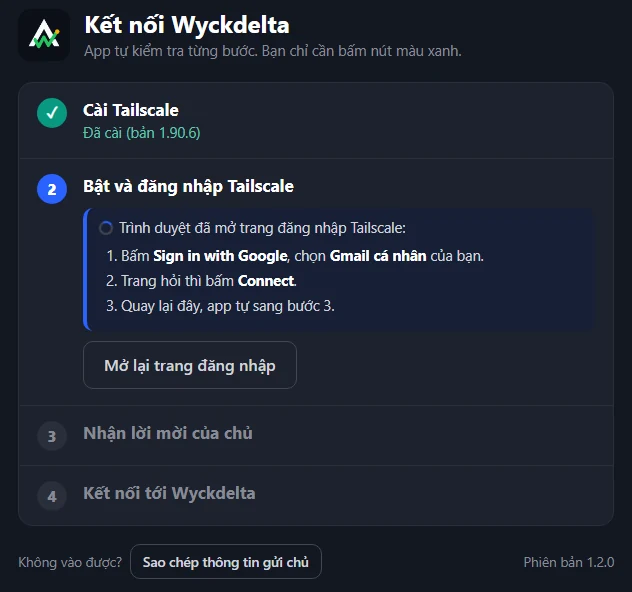 Kết nối Wyckdelta
App tự kiểm tra từng bước. Bạn chỉ cần bấm nút màu xanh.
Cài Tailscale
Đã cài (bản 1.90.6)
2
Bật và đăng nhập Tailscale
Trình duyệt đã mở trang đăng nhập Tailscale:
1. Bấm Sign in with Google, chọn Gmail cá nhân của bạn.
2. Trang hỏi thì bấm Connect.
3. Quay lại đây, app tự sang bước 3.
Mở lại trang đăng nhập
3
Nhận lời mời của chủ
4
Kết nối tới Wyckdelta
Không vào được?
Sao chép thông tin gửi chủ
Phiên bản 1.2.0